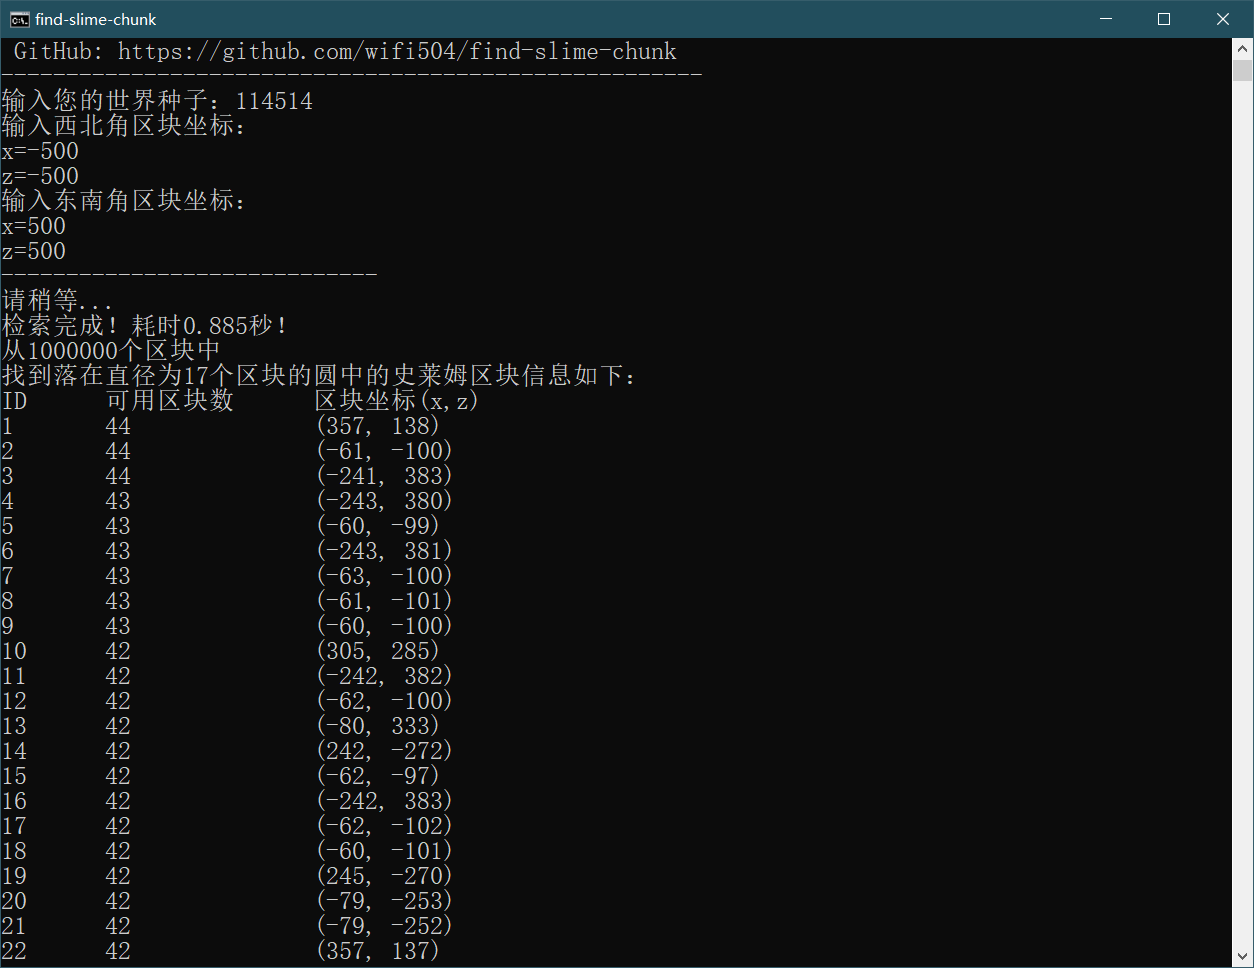 find-slime-chunk
GitHub: https://github.com/wifi504/find-slime-chunk
------------------------------------------------------
输入您的世界种子：114514
输入西北角区块坐标：
x=-500
z=-500
输入东南角区块坐标：
x=500
z=500
-----------------------------
请稍等...
检索完成！耗时0.885秒！
从1000000个区块中
找到落在直径为17个区块的圆中的史莱姆区块信息如下：
ID 可用区块数 区块坐标(x,z)
1 44 (357, 138)
2 44 (-61, -100)
3 44 (-241, 383)
4 43 (-243, 380)
5 43 (-60, -99)
6 43 (-243, 381)
7 43 (-63, -100)
8 43 (-61, -101)
9 43 (-60, -100)
10 42 (305, 285)
11 42 (-242, 382)
12 42 (-62, -100)
13 42 (-80, 333)
14 42 (242, -272)
15 42 (-62, -97)
16 42 (-242, 383)
17 42 (-62, -102)
18 42 (-60, -101)
19 42 (245, -270)
20 42 (-79, -253)
21 42 (-79, -252)
22 42 (357, 137)